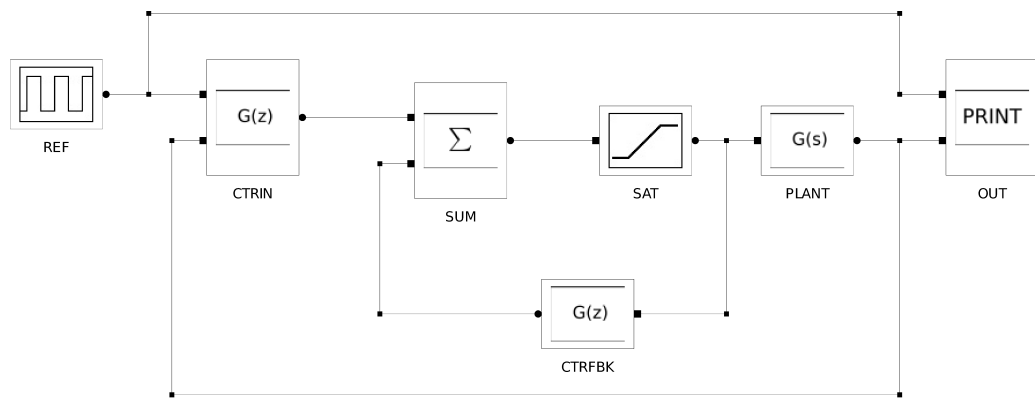 REF
G(z)
CTRIN
Σ
SUM
SAT
G(s)
PLANT
PRINT
OUT
G(z)
CTRFBK